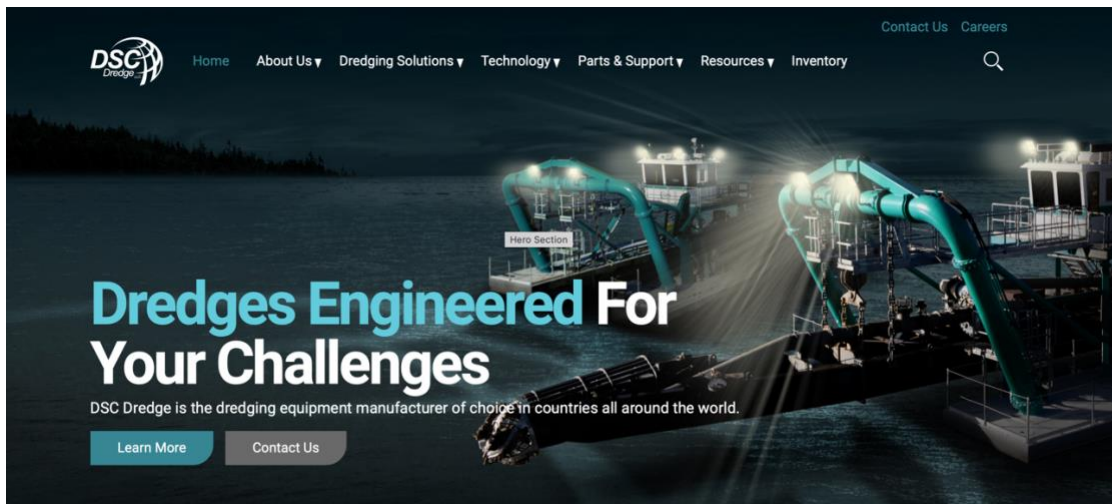 Contact Us Careers
DSC
Dredge
Home About Us Dredging Solutions Technology Parts & Support Resources Inventory
Hero Section
Dredges Engineered For
Your Challenges
DSC Dredge is the dredging equipment manufacturer of choice in countries all around the world.
Learn More Contact Us